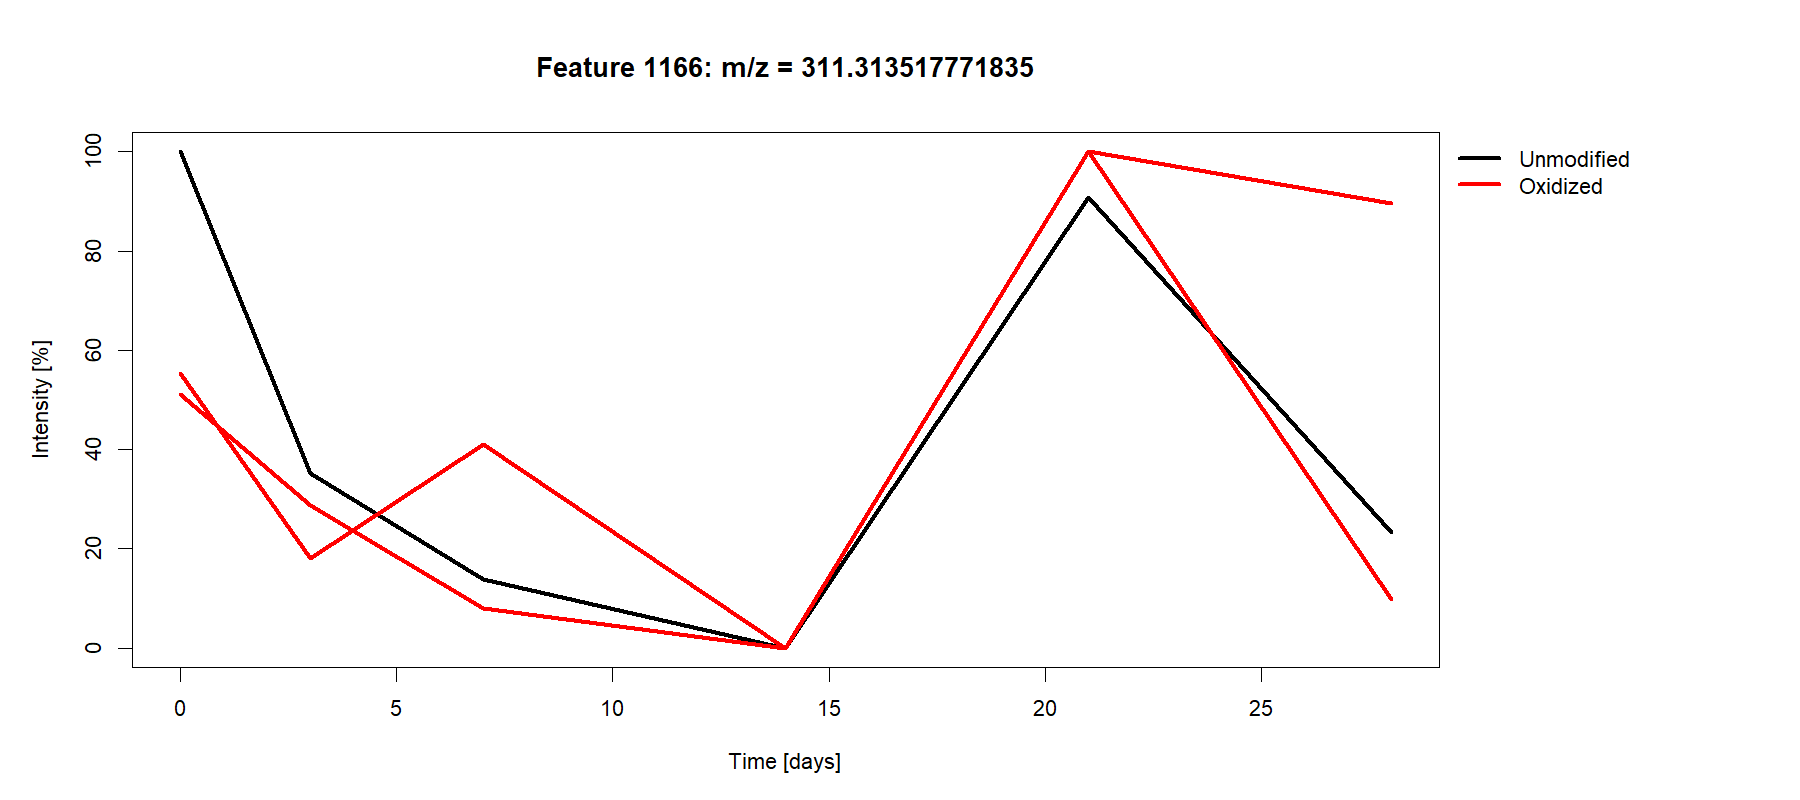 Feature 1166: m/z = 311.313517771835
100
80
60
40
20
0
Intensity [%]
0 5 10 15 20 25
Time [days]
Unmodified
Oxidized